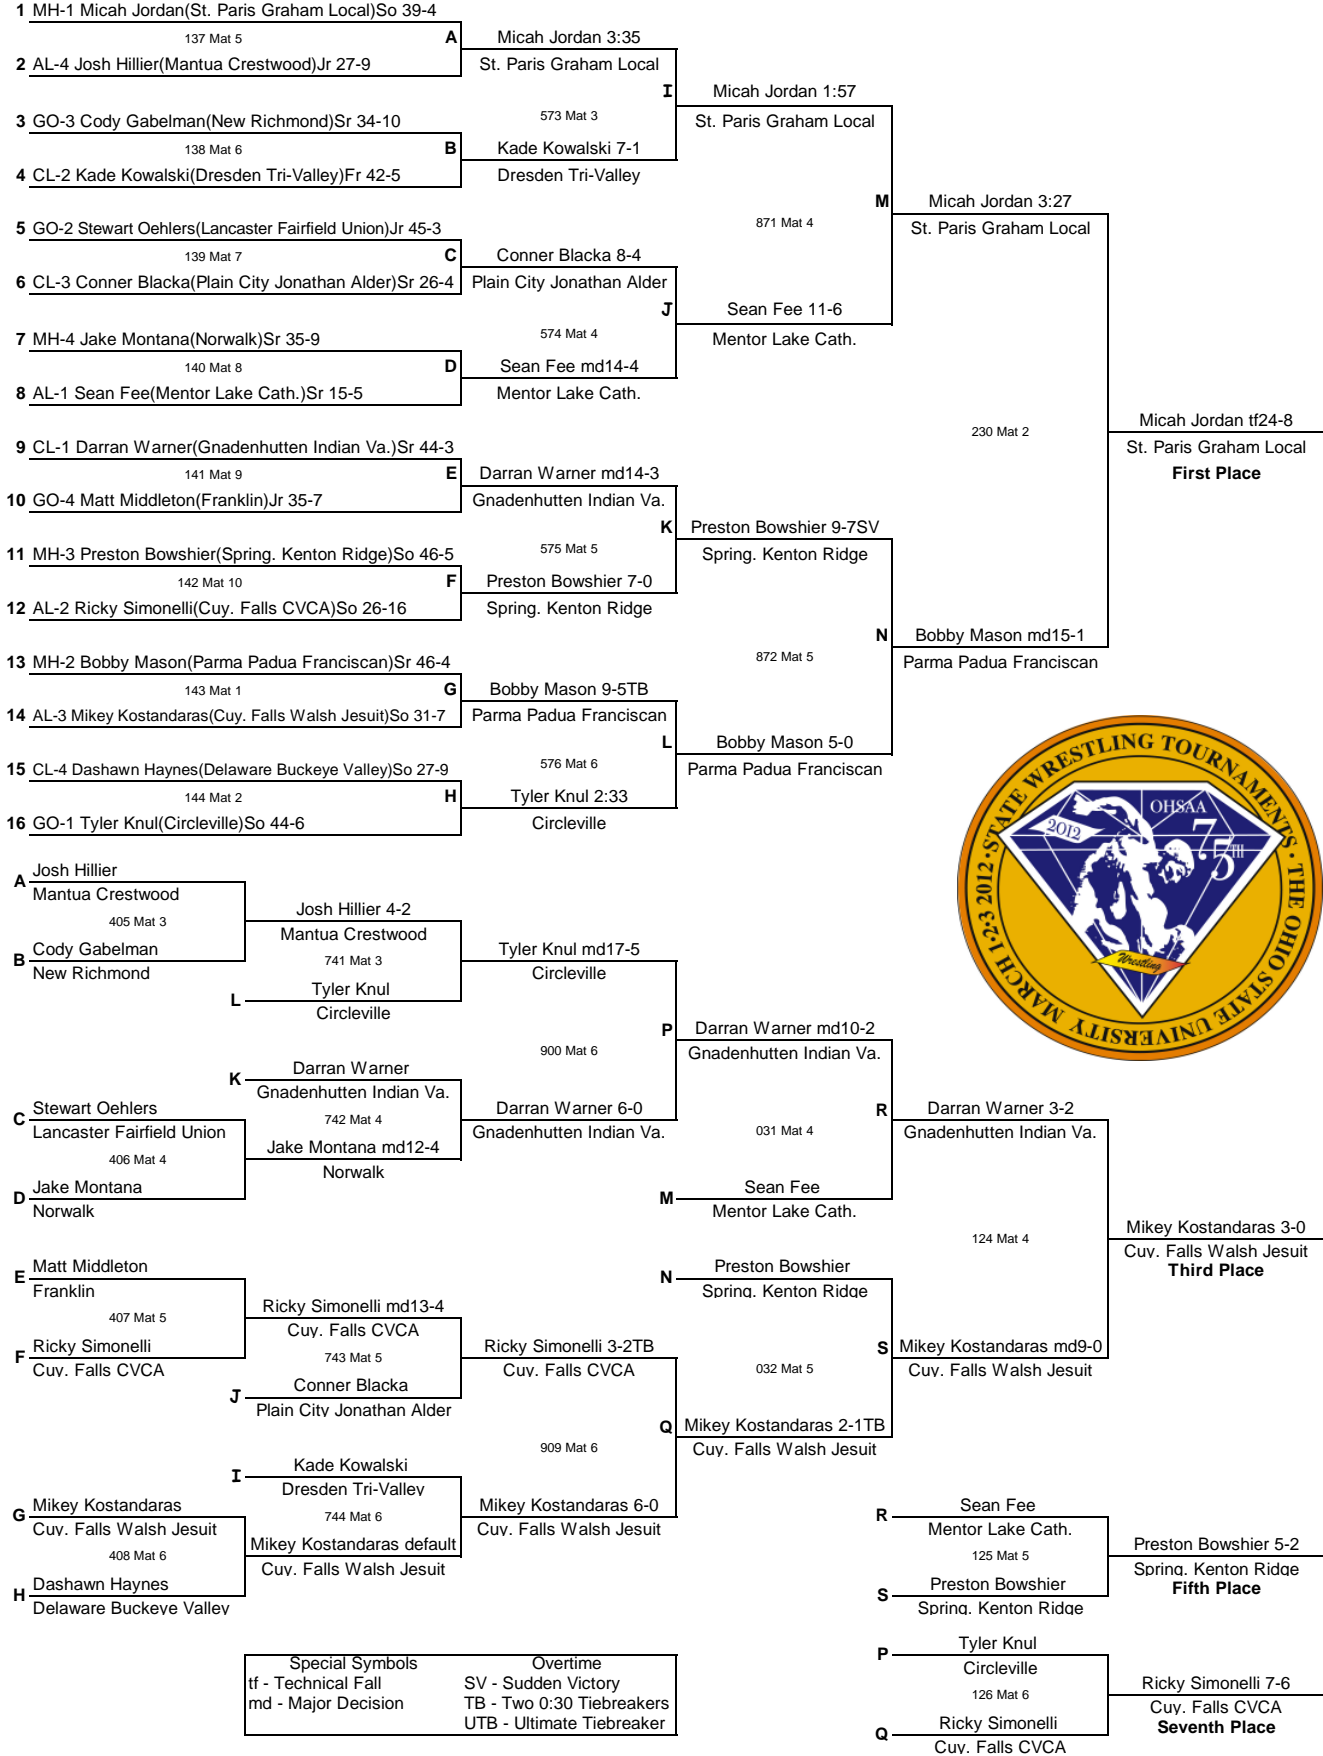 1 MH-1 Micah Jordan(St. Paris Graham Local)So 39-4
137 Mat 5
A
2 AL-4 Josh Hillier(Mantua Crestwood)Jr 27-9
Micah Jordan 3:35
St. Paris Graham Local
I
573 Mat 3
3 GO-3 Cody Gabelman(New Richmond)Sr 34-10
138 Mat 6
B
4 CL-2 Kade Kowalski(Dresden Tri-Valley)Fr 42-5
Kade Kowalski 7-1
Dresden Tri-Valley
Micah Jordan 1:57
St. Paris Graham Local
M
871 Mat 4
5 GO-2 Stewart Oehlers(Lancaster Fairfield Union)Jr 45-3
139 Mat 7
C
6 CL-3 Conner Blacka(Plain City Jonathan Alder)Sr 26-4
Conner Blacka 8-4
Plain City Jonathan Alder
J
574 Mat 4
7 MH-4 Jake Montana(Norwalk)Sr 35-9
140 Mat 8
D
8 AL-1 Sean Fee(Mentor Lake Cath.)Sr 15-5
Sean Fee md14-4
Mentor Lake Cath.
Sean Fee 11-6
Mentor Lake Cath.
Micah Jordan 3:27
St. Paris Graham Local
230 Mat 2
Micah Jordan tf24-8
St. Paris Graham Local
First Place
9 CL-1 Darran Warner(Gnadenhutten Indian Va.)Sr 44-3
141 Mat 9
E
10 GO-4 Matt Middleton(Franklin)Jr 35-7
Darran Warner md14-3
Gnadenhutten Indian Va.
K
575 Mat 5
11 MH-3 Preston Bowshier(Spring. Kenton Ridge)So 46-5
142 Mat 10
F
12 AL-2 Ricky Simonelli(Cuy. Falls CVCA)So 26-16
Preston Bowshier 7-0
Spring. Kenton Ridge
Preston Bowshier 9-7SV
Spring. Kenton Ridge
N
872 Mat 5
Bobby Mason md15-1
Parma Padua Franciscan
13 MH-2 Bobby Mason(Parma Padua Franciscan)Sr 46-4
143 Mat 1
G
14 AL-3 Mikey Kostandaras(Cuy. Falls Walsh Jesuit)So 31-7
Bobby Mason 9-5TB
Parma Padua Franciscan
L
576 Mat 6
Bobby Mason 5-0
Parma Padua Franciscan
15 CL-4 Dashawn Haynes(Delaware Buckeye Valley)So 27-9
144 Mat 2
H
16 GO-1 Tyler Knul(Circleville)So 44-6
Tyler Knul 2:33
Circleville
STATE WRESTLING TOURNAMENTS · THE OHIO STATE UNIVERSITY MARCH 1-2-3 2012 ·
OHSAA
2012
75TH
Wrestling
A Josh Hillier
Mantua Crestwood
405 Mat 3
B Cody Gabelman
New Richmond
Josh Hillier 4-2
Mantua Crestwood
741 Mat 3
L Tyler Knul
Circleville
Tyler Knul md17-5
Circleville
P
900 Mat 6
K Darran Warner
Gnadenhutten Indian Va.
742 Mat 4
C Stewart Oehlers
Lancaster Fairfield Union
406 Mat 4
D Jake Montana
Norwalk
Jake Montana md12-4
Norwalk
Darran Warner 6-0
Gnadenhutten Indian Va.
Darran Warner md10-2
Gnadenhutten Indian Va.
R
031 Mat 4
M Sean Fee
Mentor Lake Cath.
Darran Warner 3-2
Gnadenhutten Indian Va.
124 Mat 4
Mikey Kostandaras 3-0
Cuy. Falls Walsh Jesuit
Third Place
E Matt Middleton
Franklin
407 Mat 5
F Ricky Simonelli
Cuy. Falls CVCA
Ricky Simonelli md13-4
Cuy. Falls CVCA
743 Mat 5
J Conner Blacka
Plain City Jonathan Alder
Ricky Simonelli 3-2TB
Cuy. Falls CVCA
Q
909 Mat 6
N Preston Bowshier
Spring. Kenton Ridge
S
032 Mat 5
Mikey Kostandaras md9-0
Cuy. Falls Walsh Jesuit
Mikey Kostandaras 2-1TB
Cuy. Falls Walsh Jesuit
I Kade Kowalski
Dresden Tri-Valley
744 Mat 6
G Mikey Kostandaras
Cuy. Falls Walsh Jesuit
408 Mat 6
H Dashawn Haynes
Delaware Buckeye Valley
Mikey Kostandaras default
Cuy. Falls Walsh Jesuit
Mikey Kostandaras 6-0
Cuy. Falls Walsh Jesuit
R Sean Fee
Mentor Lake Cath.
125 Mat 5
S Preston Bowshier
Spring. Kenton Ridge
Preston Bowshier 5-2
Spring. Kenton Ridge
Fifth Place
P Tyler Knul
Circleville
126 Mat 6
Q Ricky Simonelli
Cuy. Falls CVCA
Ricky Simonelli 7-6
Cuy. Falls CVCA
Seventh Place
Special Symbols
tf - Technical Fall
md - Major Decision
Overtime
SV - Sudden Victory
TB - Two 0:30 Tiebreakers
UTB - Ultimate Tiebreaker